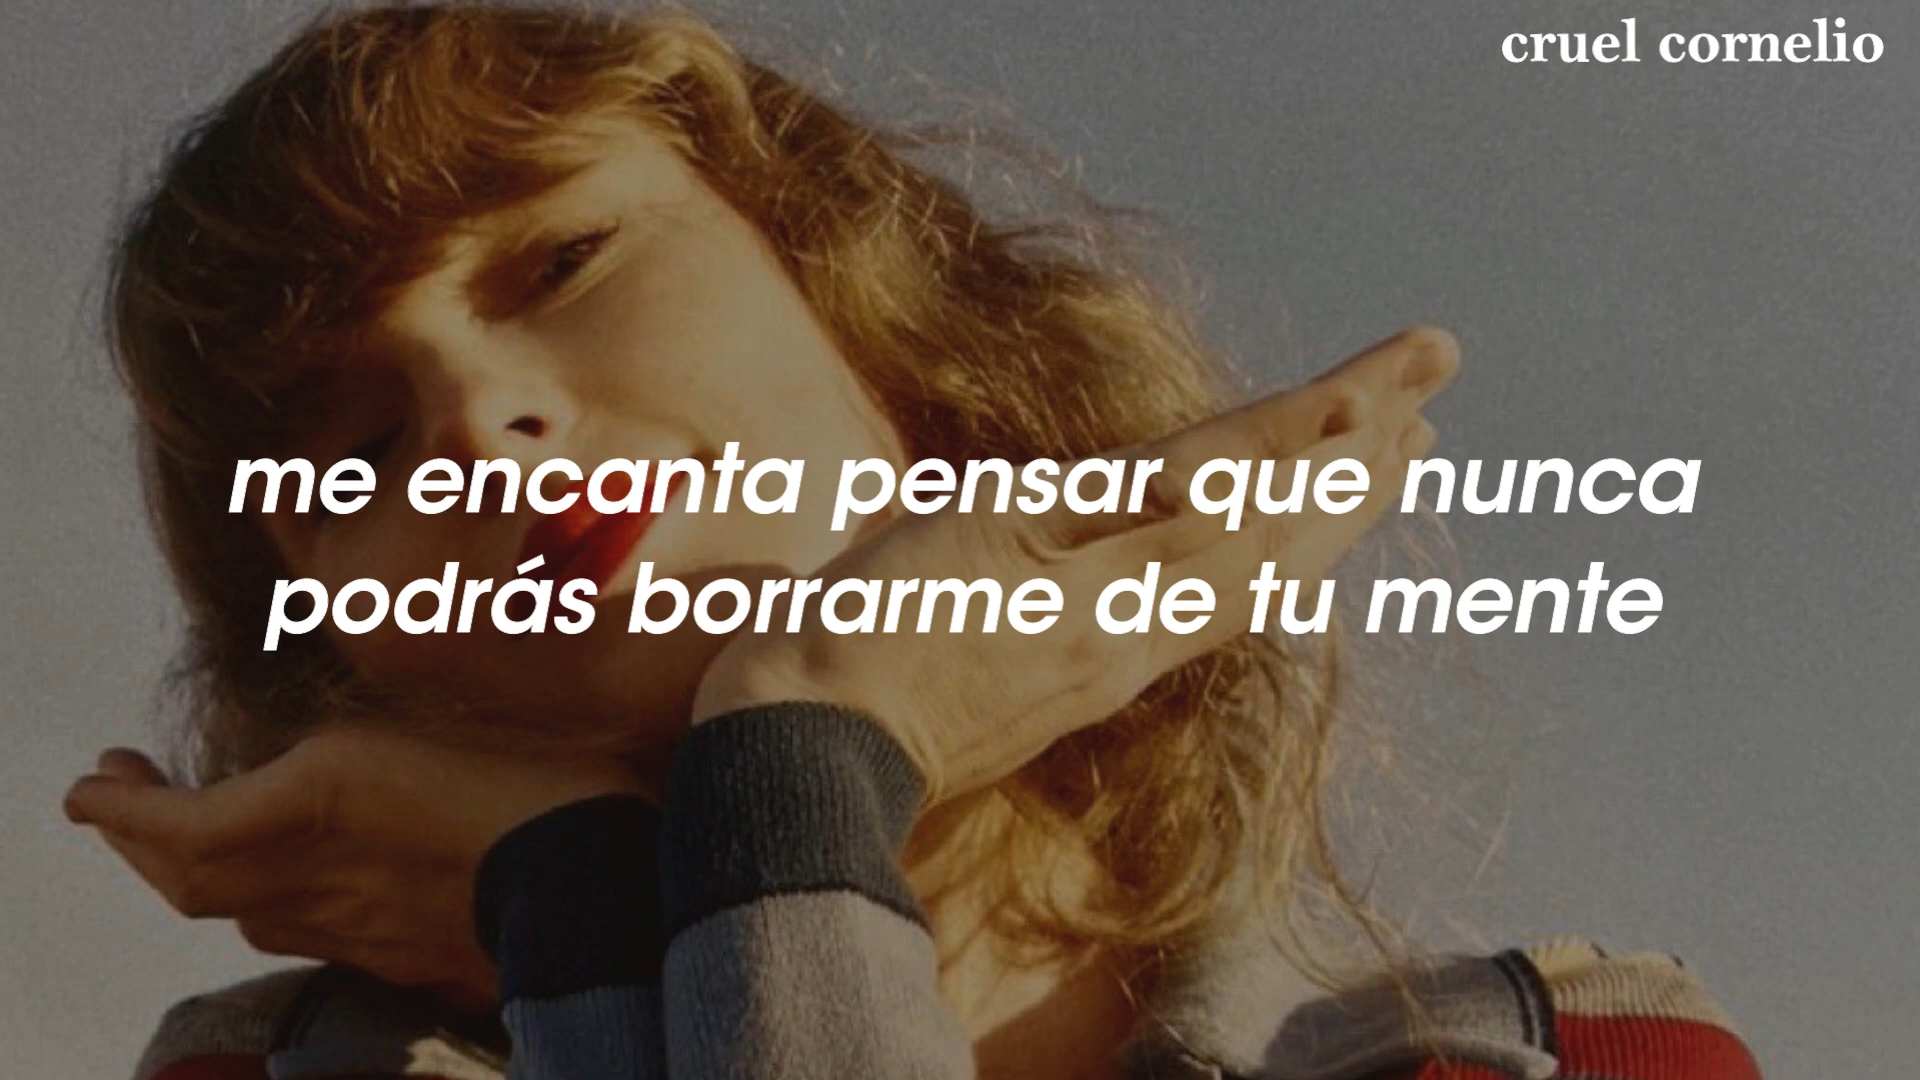 cruel cornelio
me encanta pensar que nunca
podrás borrarme de tu mente